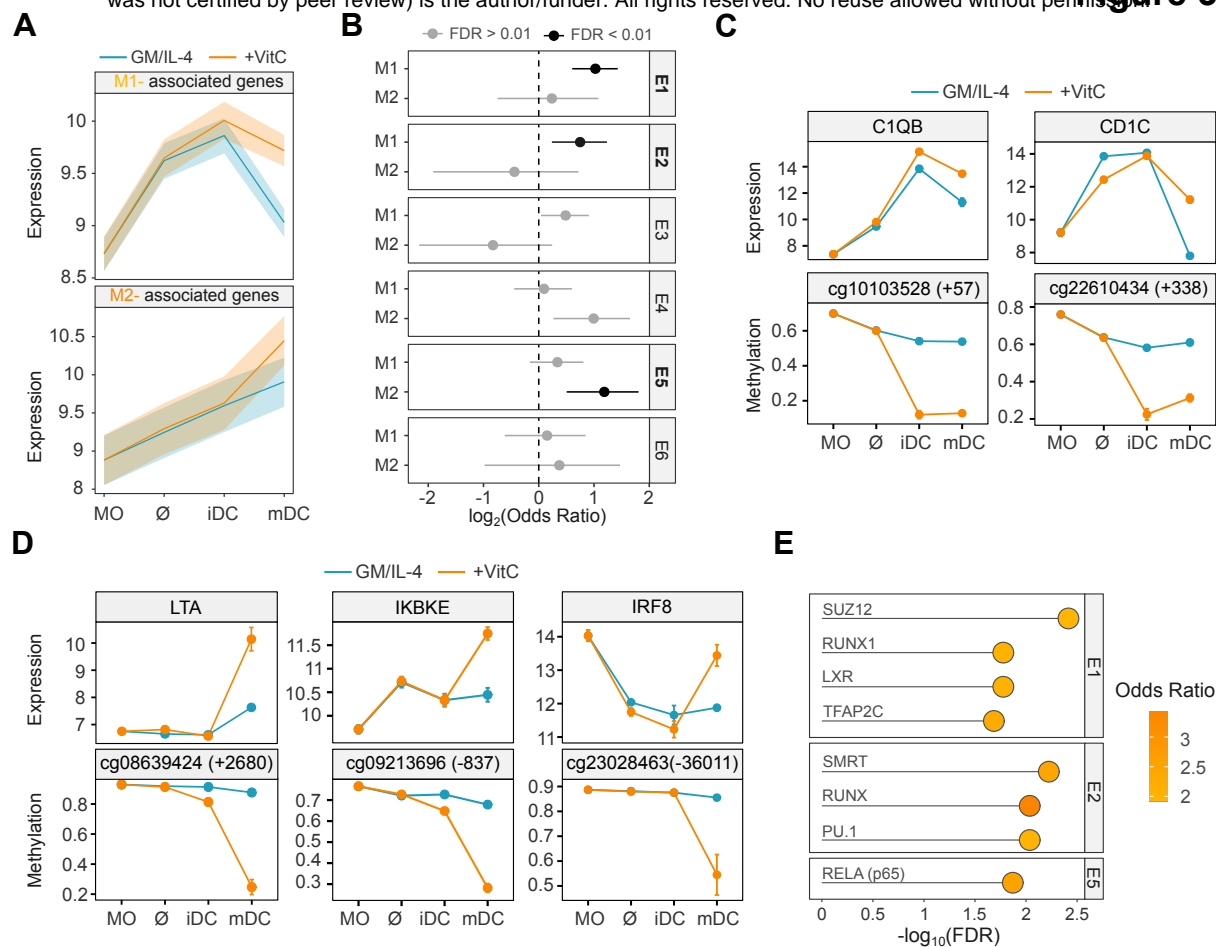 was not certified by peer review) is the author/funder. All rights reserved. No reuse allowed without
A
GM/IL-4 +VitC
M1- associated genes
Expression
10
9.5
9
8.5
M2- associated genes
Expression
10.5
10
9.5
9
8
MO Ø iDC mDC
B
FDR > 0.01 FDR < 0.01
M1
M2
E1
M1
M2
E2
M1
M2
E3
M1
M2
E4
M1
M2
E5
M1
M2
E6
-2 -1 0 1 2
log2(Odds Ratio)
C
GM/IL-4 +VitC
C1QB CD1C
Expression
14
12
10
8
14
12
10
8
cg10103528 (+57) cg22610434 (+338)
Methylation
0.6
0.4
0.2
0.8
0.6
0.4
0.2
MO Ø iDC mDC MO Ø iDC mDC
D
GM/IL-4 +VitC
LTA IKBKE IRF8
Expression
10
9
8
7
11.5
11
10.5
10
14
13
12
11
cg08639424 (+2680) cg09213696 (-837) cg23028463(-36011)
Methylation
0.8
0.6
0.4
0.2
0.7
0.6
0.5
0.4
0.3
0.9
0.8
0.7
0.6
0.5
MO Ø iDC mDC MO Ø iDC mDC MO Ø iDC mDC
E
SUZ12
RUNX1
LXR
TFAP2C
E1
SMRT
RUNX
PU.1
E2
RELA (p65)
E5
0 0.5 1 1.5 2 2.5
-log10(FDR)
Odds Ratio
3
2.5
2